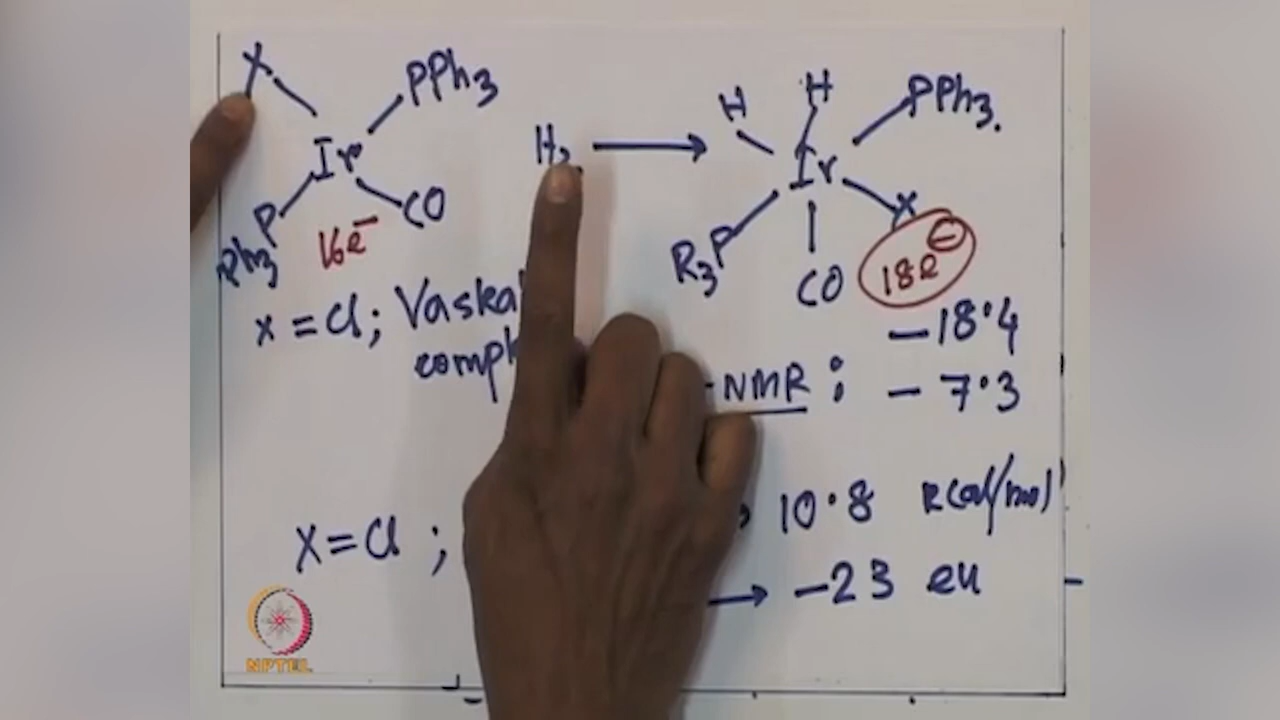 X PPh3
Ir
Ph3P CO
16e⁻
H2 ⟶
H H PPh3.
Ir
R3P X
CO
18e⊖
X = Cl ; Vaska
comp
-NMR : -18.4
-7.3
X = Cl ;
10.8 kcal/mol
→ -23 eu
NPTEL